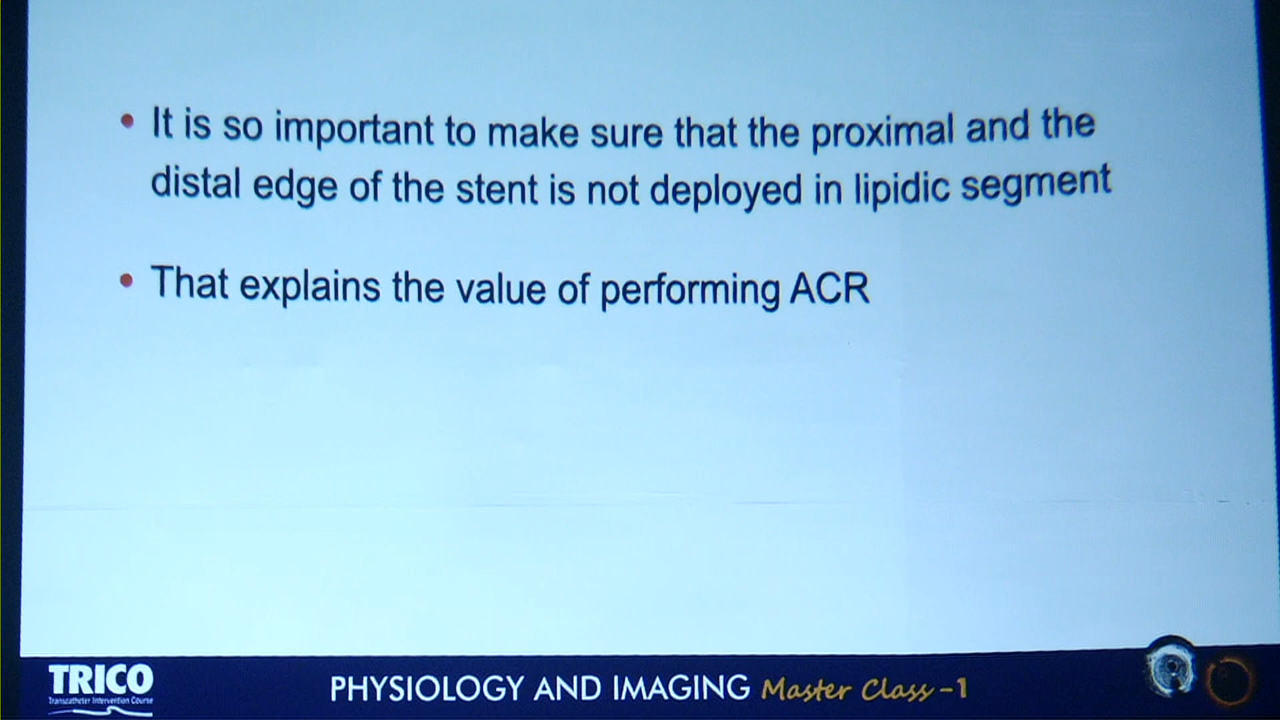 • It is so important to make sure that the proximal and the
distal edge of the stent is not deployed in lipidic segment
• That explains the value of performing ACR
TRICO
Transcatheter Intervention Course
PHYSIOLOGY AND IMAGING Master Class -1